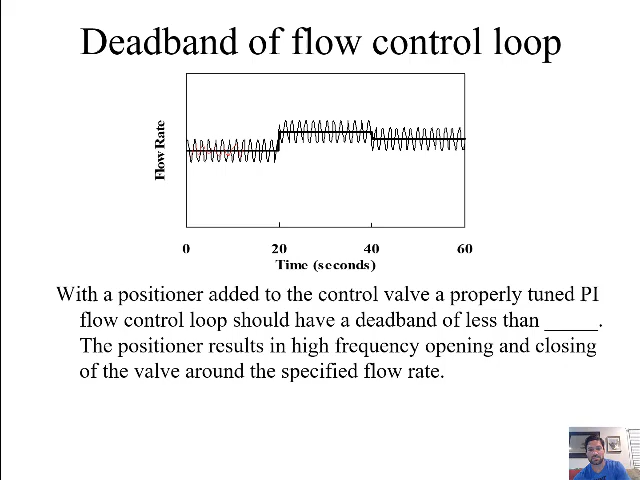 Deadband of flow control loop
Flow Rate
0 20 40 60
Time (seconds)
With a positioner added to the control valve a properly tuned PI
flow control loop should have a deadband of less than _____.
The positioner results in high frequency opening and closing
of the valve around the specified flow rate.